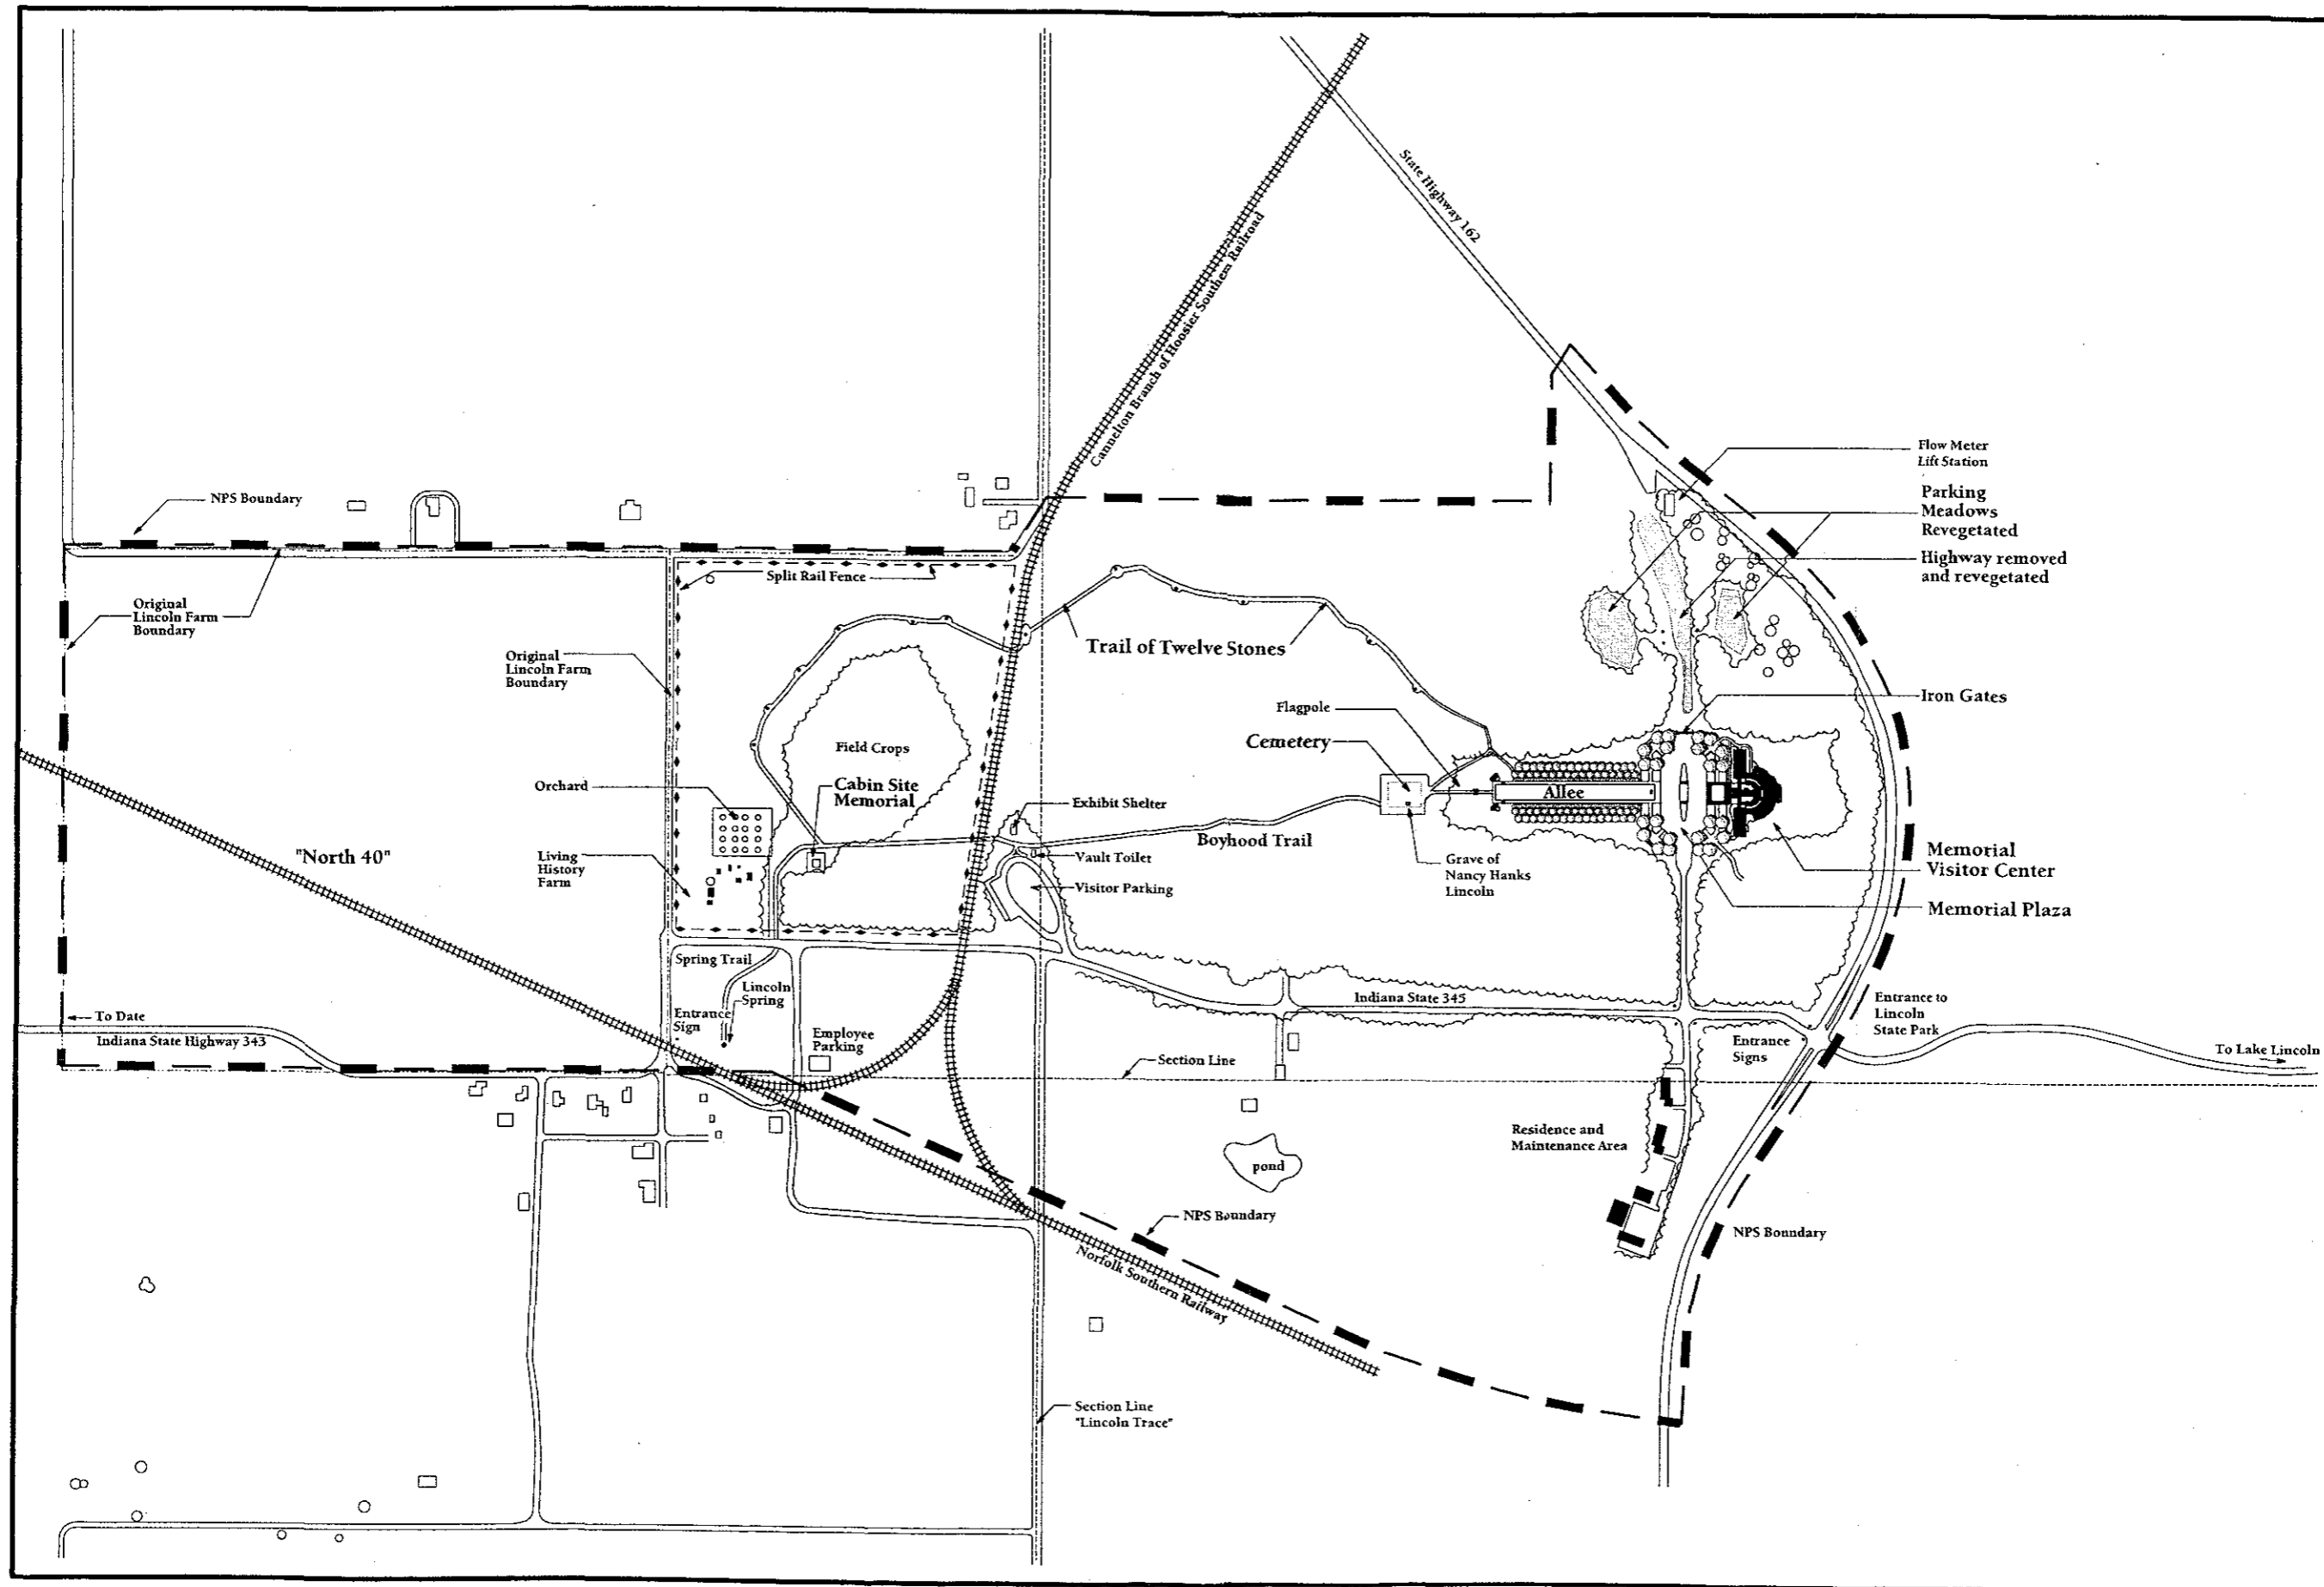 State Highway 162
Cannelton Branch of Hoosier Southern Railroad
Flow Meter
Lift Station
Parking
Meadows
Revegetated
Highway removed
and revegetated
NPS Boundary
Split Rail Fence
Original
Lincoln Farm
Boundary
Original
Lincoln Farm
Boundary
Trail of Twelve Stones
Iron Gates
Flagpole
Cemetery
Field Crops
Orchard
Cabin Site
Memorial
Exhibit Shelter
Allee
Boyhood Trail
"North 40"
Living
History
Farm
Vault Toilet
Visitor Parking
Grave of
Nancy Hanks
Lincoln
Memorial
Visitor Center
Memorial Plaza
Spring Trail
Lincoln
Spring
Entrance
Sign
Indiana State 345
Entrance to
Lincoln
State Park
To Date
Indiana State Highway 343
Employee
Parking
Section Line
Entrance
Signs
To Lake Lincoln
Residence and
Maintenance Area
pond
NPS Boundary
NPS Boundary
Norfolk Southern Railway
Section Line
"Lincoln Trace"